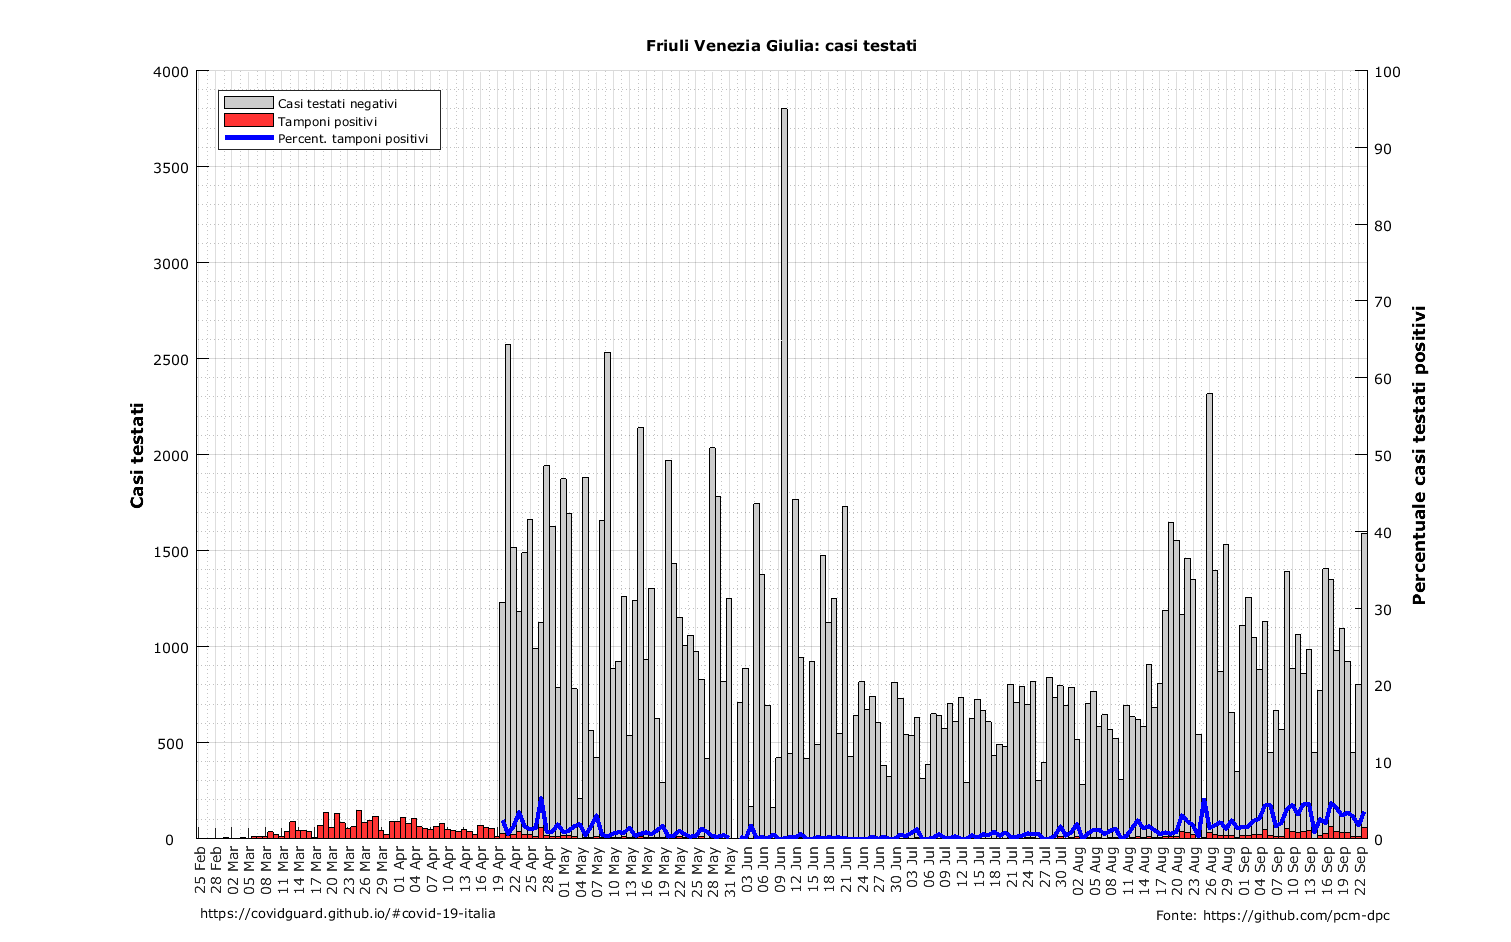 Friuli Venezia Giulia: casi testati
Casi testati negativi
Tamponi positivi
Percent. tamponi positivi
Casi testati
4000
3500
3000
2500
2000
1500
1000
500
0
100
90
80
70
60
50
40
30
20
10
0
Percentuale casi testati positivi
25 Feb
28 Feb
02 Mar
05 Mar
08 Mar
11 Mar
14 Mar
17 Mar
20 Mar
23 Mar
26 Mar
29 Mar
01 Apr
04 Apr
07 Apr
10 Apr
13 Apr
16 Apr
19 Apr
22 Apr
25 Apr
28 Apr
01 May
04 May
07 May
10 May
13 May
16 May
19 May
22 May
25 May
28 May
31 May
03 Jun
06 Jun
09 Jun
12 Jun
15 Jun
18 Jun
21 Jun
24 Jun
27 Jun
30 Jun
03 Jul
06 Jul
09 Jul
12 Jul
15 Jul
18 Jul
21 Jul
24 Jul
27 Jul
30 Jul
02 Aug
05 Aug
08 Aug
11 Aug
14 Aug
17 Aug
20 Aug
23 Aug
26 Aug
29 Aug
01 Sep
04 Sep
07 Sep
10 Sep
13 Sep
16 Sep
19 Sep
22 Sep
https://covidguard.github.io/#covid-19-italia
Fonte: https://github.com/pcm-dpc